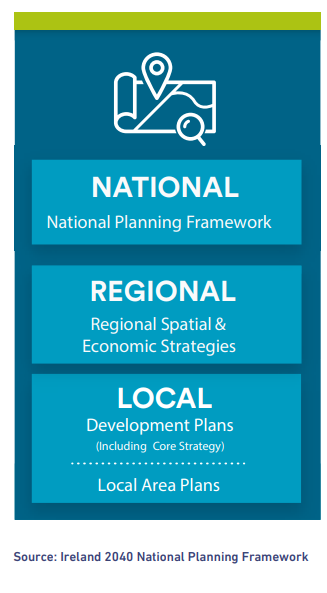 NATIONAL
National Planning Framework
REGIONAL
Regional Spatial &
Economic Strategies
LOCAL
Development Plans
(Including Core Strategy)
Local Area Plans
Source: Ireland 2040 National Planning Framework